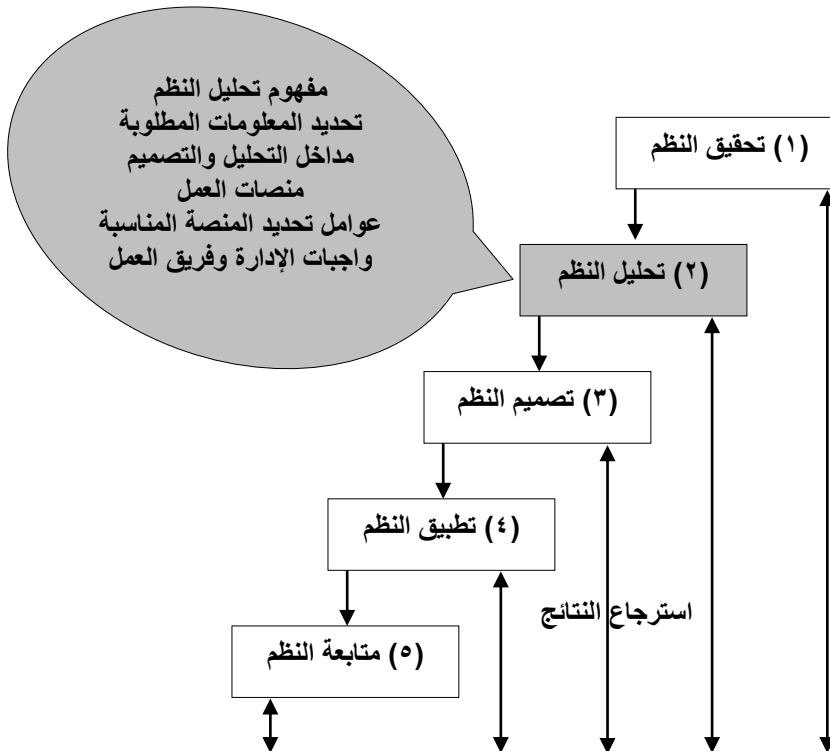 مفهوم تحليل النظم
تحديد المعلومات المطلوبة
مداخل التحليل والتصميم
منصات العمل
عوامل تحديد المنصة المناسبة
واجبات الإدارة وفريق العمل
(١) تحقيق النظم
(٢) تحليل النظم
(٣) تصميم النظم
(٤) تطبيق النظم
استرجاع النتائج
(٥) متابعة النظم